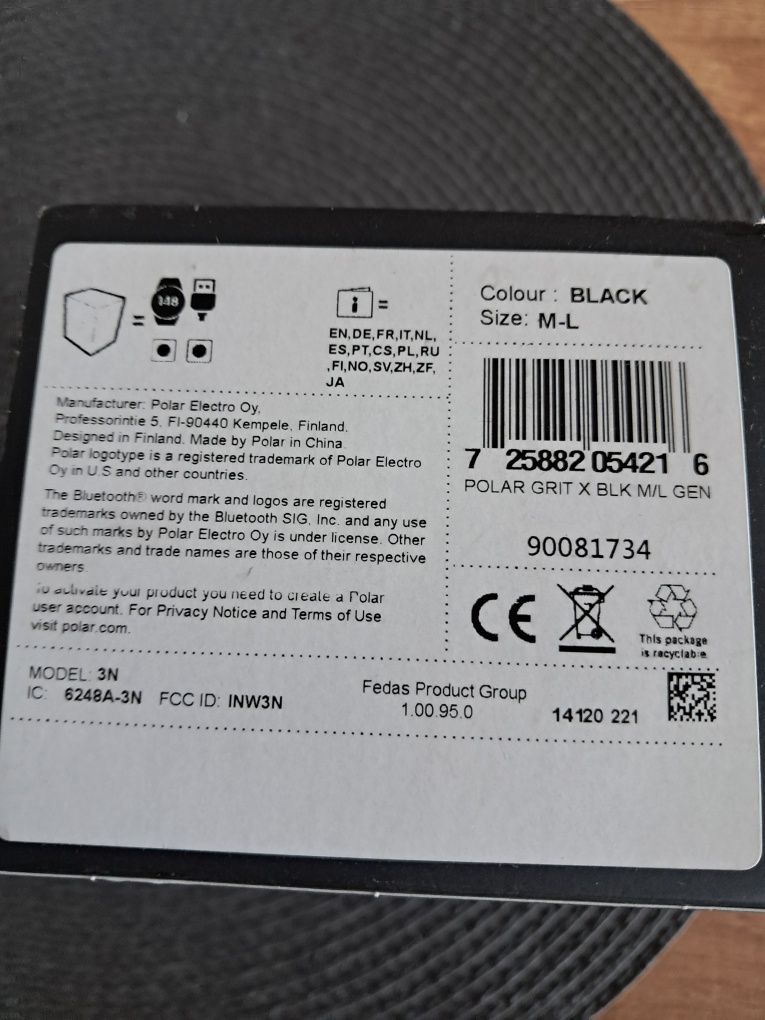 148
i
=
=
EN,DE,FR,IT,NL,
ES,PT,CS,PL,RU
,FI,NO,SV,ZH,ZF,
JA
Colour : BLACK
Size: M-L
7 25882 05421 6
POLAR GRIT X BLK M/L GEN
90081734
Manufacturer: Polar Electro Oy,
Professorintie 5. FI-90440 Kempele, Finland.
Designed in Finland. Made by Polar in China.
Polar logotype is a registered trademark of Polar Electro
Oy in U.S and other countries.
The Bluetooth® word mark and logos are registered
trademarks owned by the Bluetooth SIG, Inc. and any use
of such marks by Polar Electro Oy is under license. Other
trademarks and trade names are those of their respective
owners.
To activate your product you need to create a Polar
user account. For Privacy Notice and Terms of Use
visit polar.com.
CE
This package
is recyclable
MODEL: 3N
IC: 6248A-3N FCC ID: INW3N
Fedas Product Group
1.00.95.0
14120 221